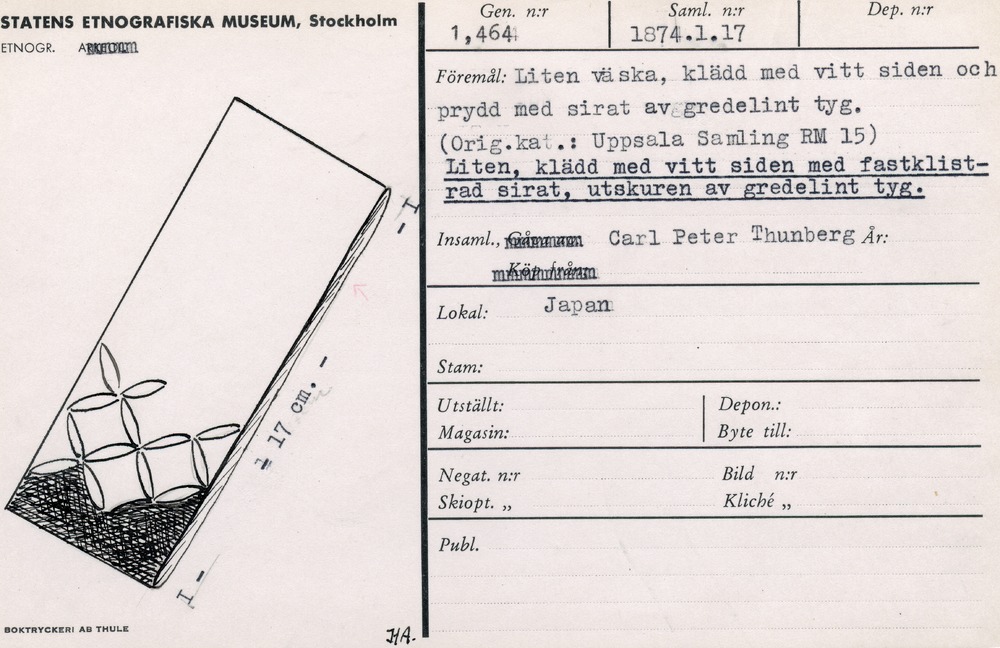 STATENS ETNOGRAFISKA MUSEUM, Stockholm
ETNOGR.
I -
- 17 cm. -
I -
BOKTRYCKERI AB THULE
HA.
Gen. n:r
1,464
Saml. n:r
1874.1.17
Dep. n:r
Föremål: Liten väska, klädd med vitt siden och
prydd med sirat av gredelint tyg.
(Orig.kat.: Uppsala Samling RM 15)
Liten, klädd med vitt siden med fastklist-
rad sirat, utskuren av gredelint tyg.
Insaml., Carl Peter Thunberg År:
Köp från:
Lokal: Japan
Stam:
Utställt:
Depon.:
Magasin:
Byte till:
Negat. n:r
Bild n:r
Skiopt. „
Kliché „
Publ.